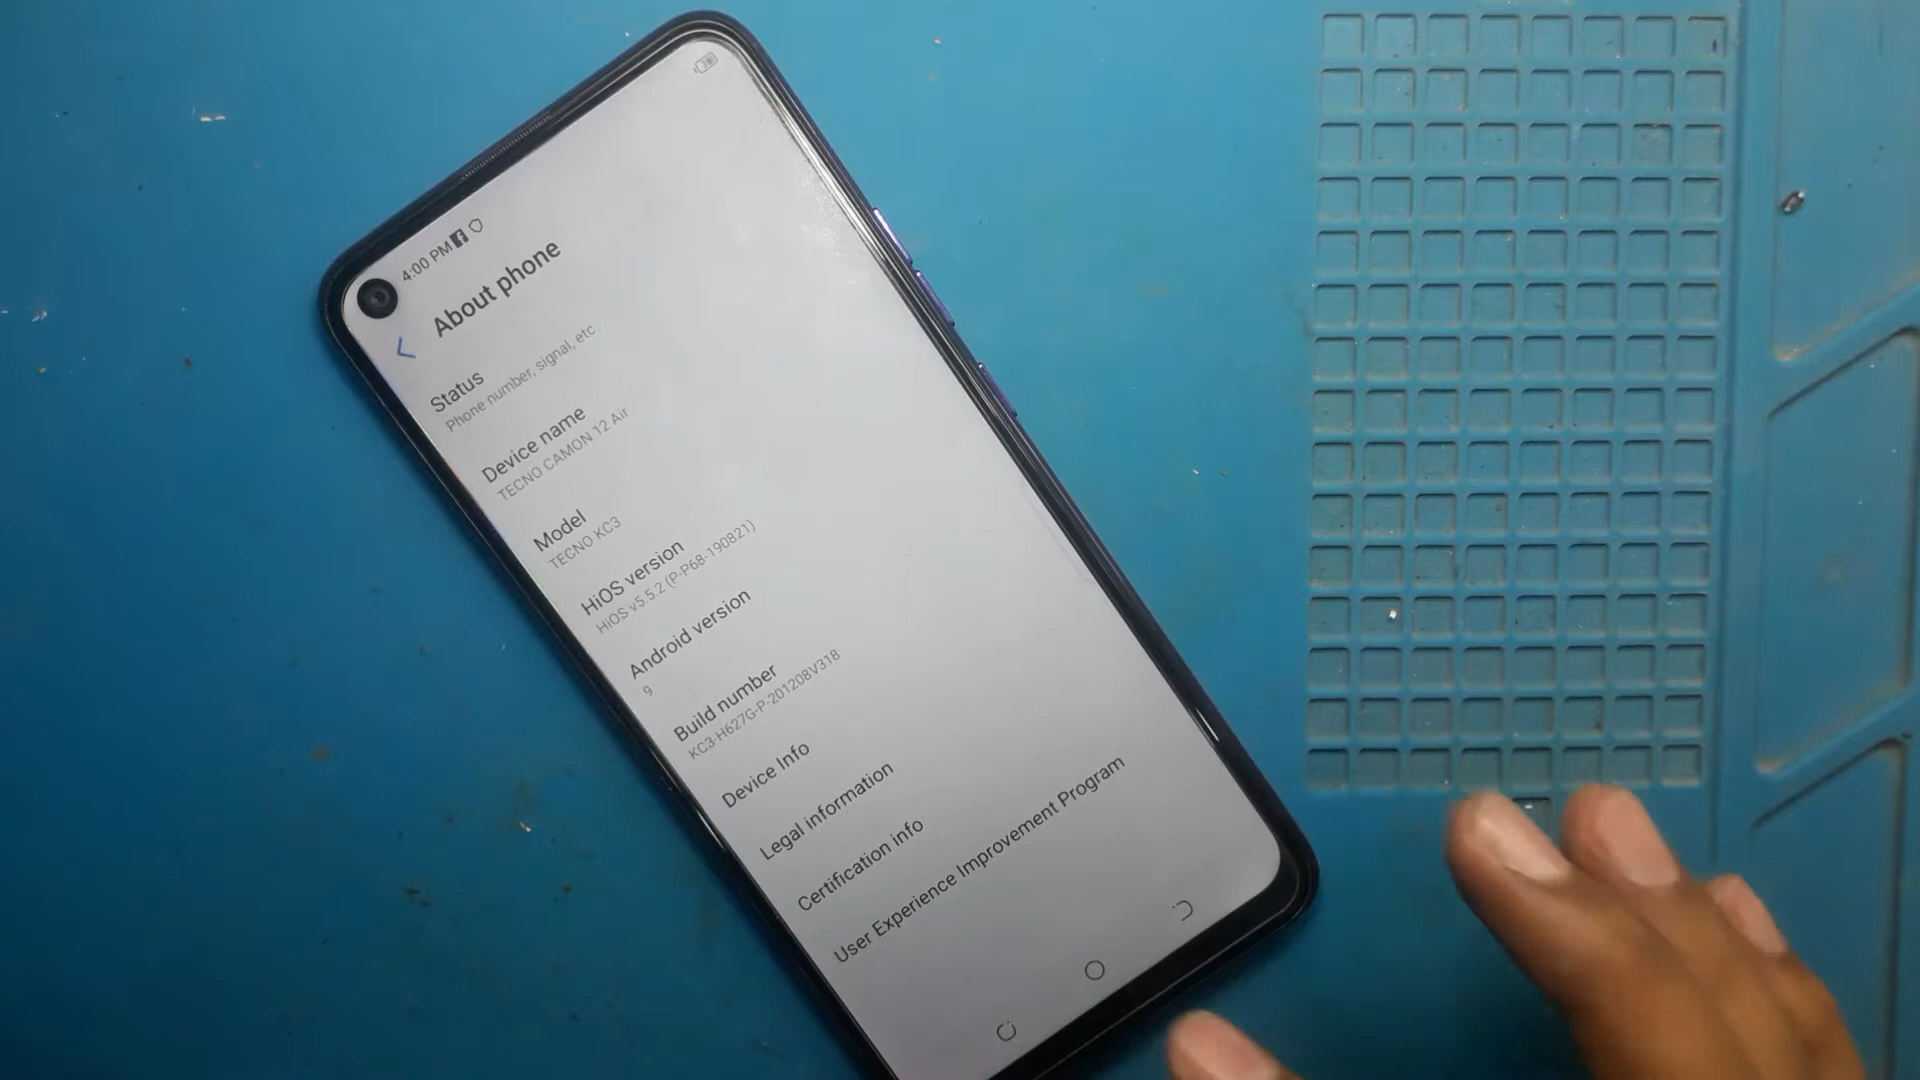 4:00 PM
About phone
Status
Phone number, signal, etc.
Device name
TECNO CAMON 12 Air
Model
TECNO KC3
HiOS version
HiOS v5.5.2 (P-P68-190821)
Android version
9
Build number
KC3-H627G-P-201208V318
Device Info
Legal information
Certification info
User Experience Improvement Program